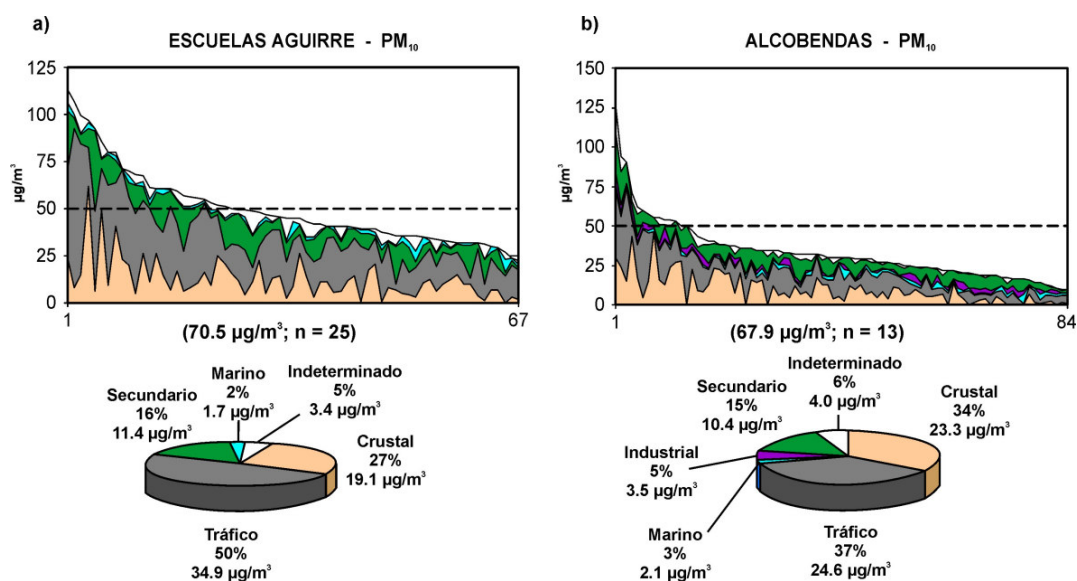 a)
ESCUELAS AGUIRRE - PM₁₀
125
100
75
50
25
0
µg/m³
1
67
(70.5 µg/m³; n = 25)
Marino
2%
1.7 µg/m³
Indeterminado
5%
3.4 µg/m³
Secundario
16%
11.4 µg/m³
Crustal
27%
19.1 µg/m³
Tráfico
50%
34.9 µg/m³
b)
ALCOBENDAS - PM₁₀
150
125
100
75
50
25
0
µg/m³
1
84
(67.9 µg/m³; n = 13)
Indeterminado
6%
4.0 µg/m³
Secundario
15%
10.4 µg/m³
Crustal
34%
23.3 µg/m³
Industrial
5%
3.5 µg/m³
Marino
3%
2.1 µg/m³
Tráfico
37%
24.6 µg/m³